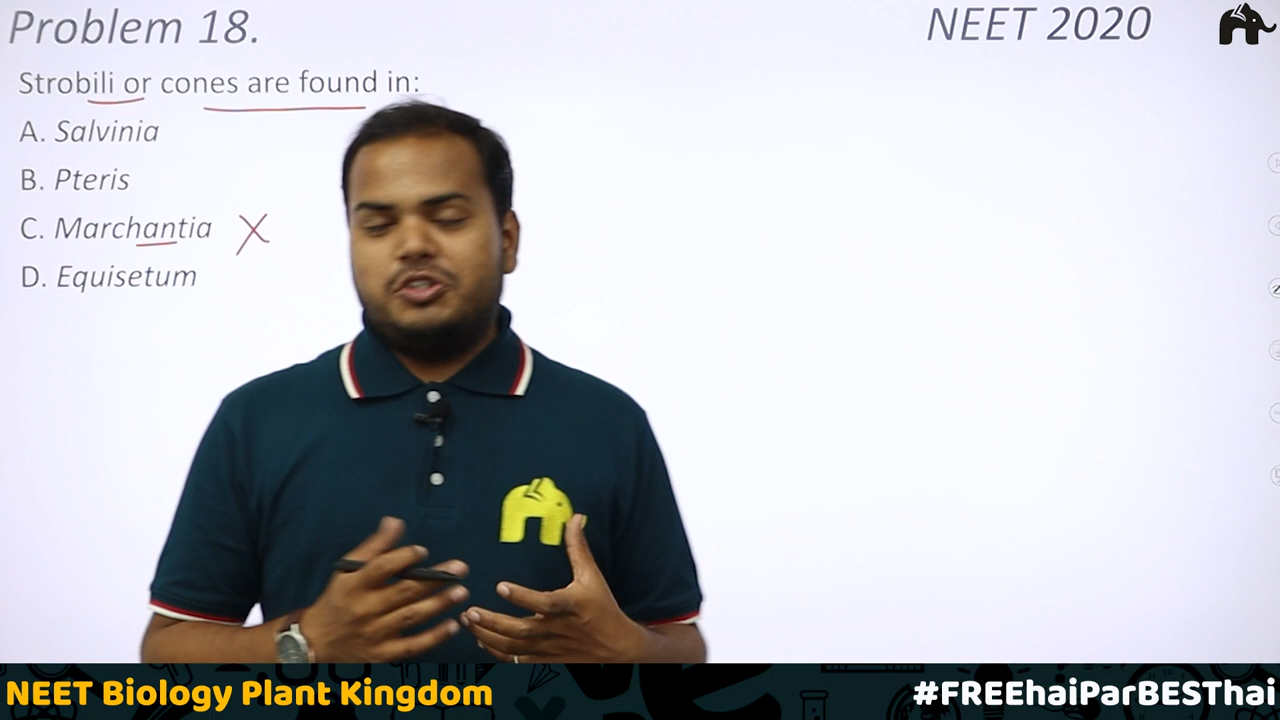 Problem 18.
NEET 2020
Strobili or cones are found in:
A. Salvinia
B. Pteris
C. Marchantia X
D. Equisetum
NEET Biology Plant Kingdom
#FREEhaiParBESThai